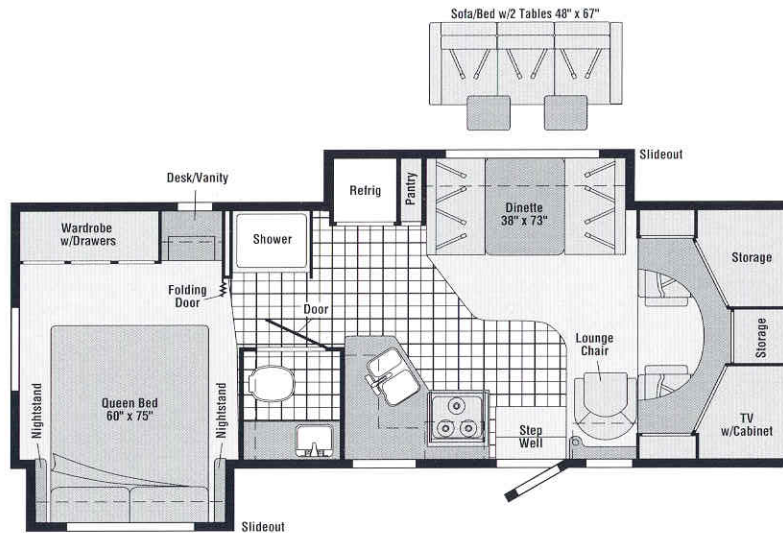 Sofa/Bed w/2 Tables 48" x 67"
Slideout
Desk/Vanity
Refrig
Pantry
Dinette
38" x 73"
Wardrobe
w/Drawers
Shower
Storage
Folding
Door
Door
Lounge
Chair
Storage
Nightstand
Queen Bed
60" x 75"
Nightstand
Step
Well
TV
w/Cabinet
Slideout